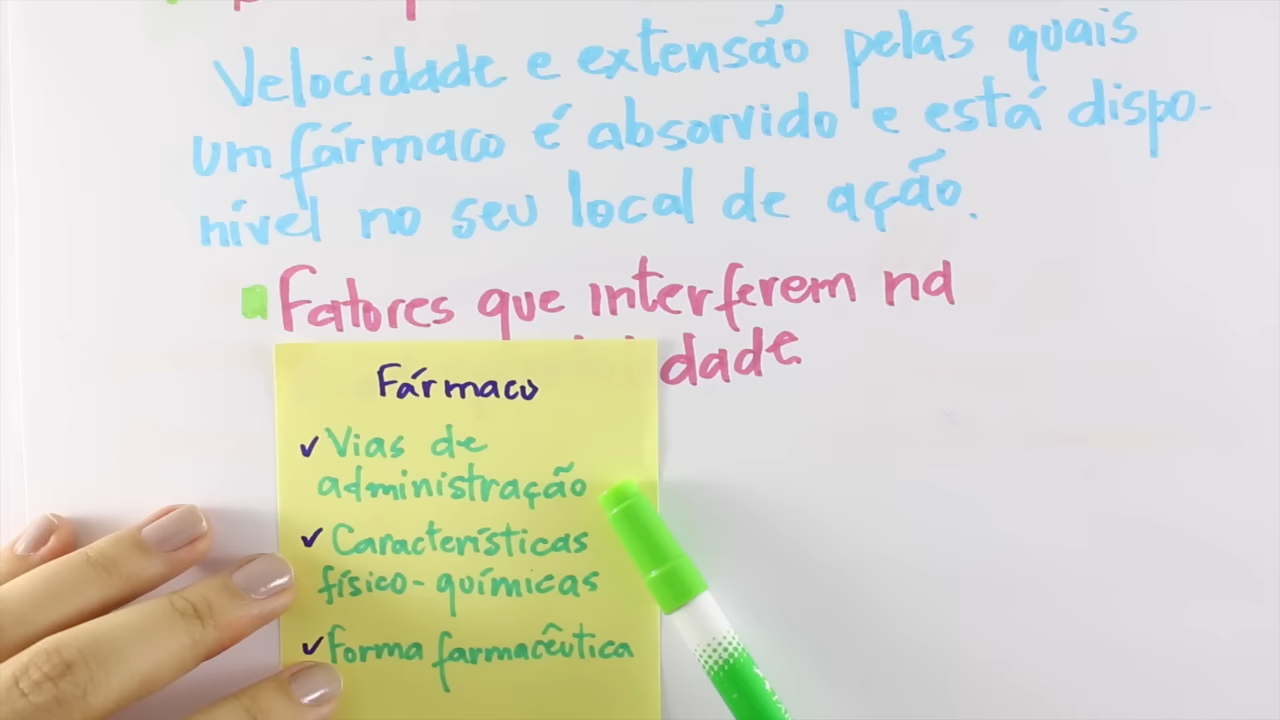 Velocidade e extensão pelas quais
um fármaco é absorvido e está dispo-
nível no seu local de ação.
Fatores que interferem na
dade
Fármaco
✓ Vias de
administração
✓ Características
físico-químicas
✓ Forma farmacêutica